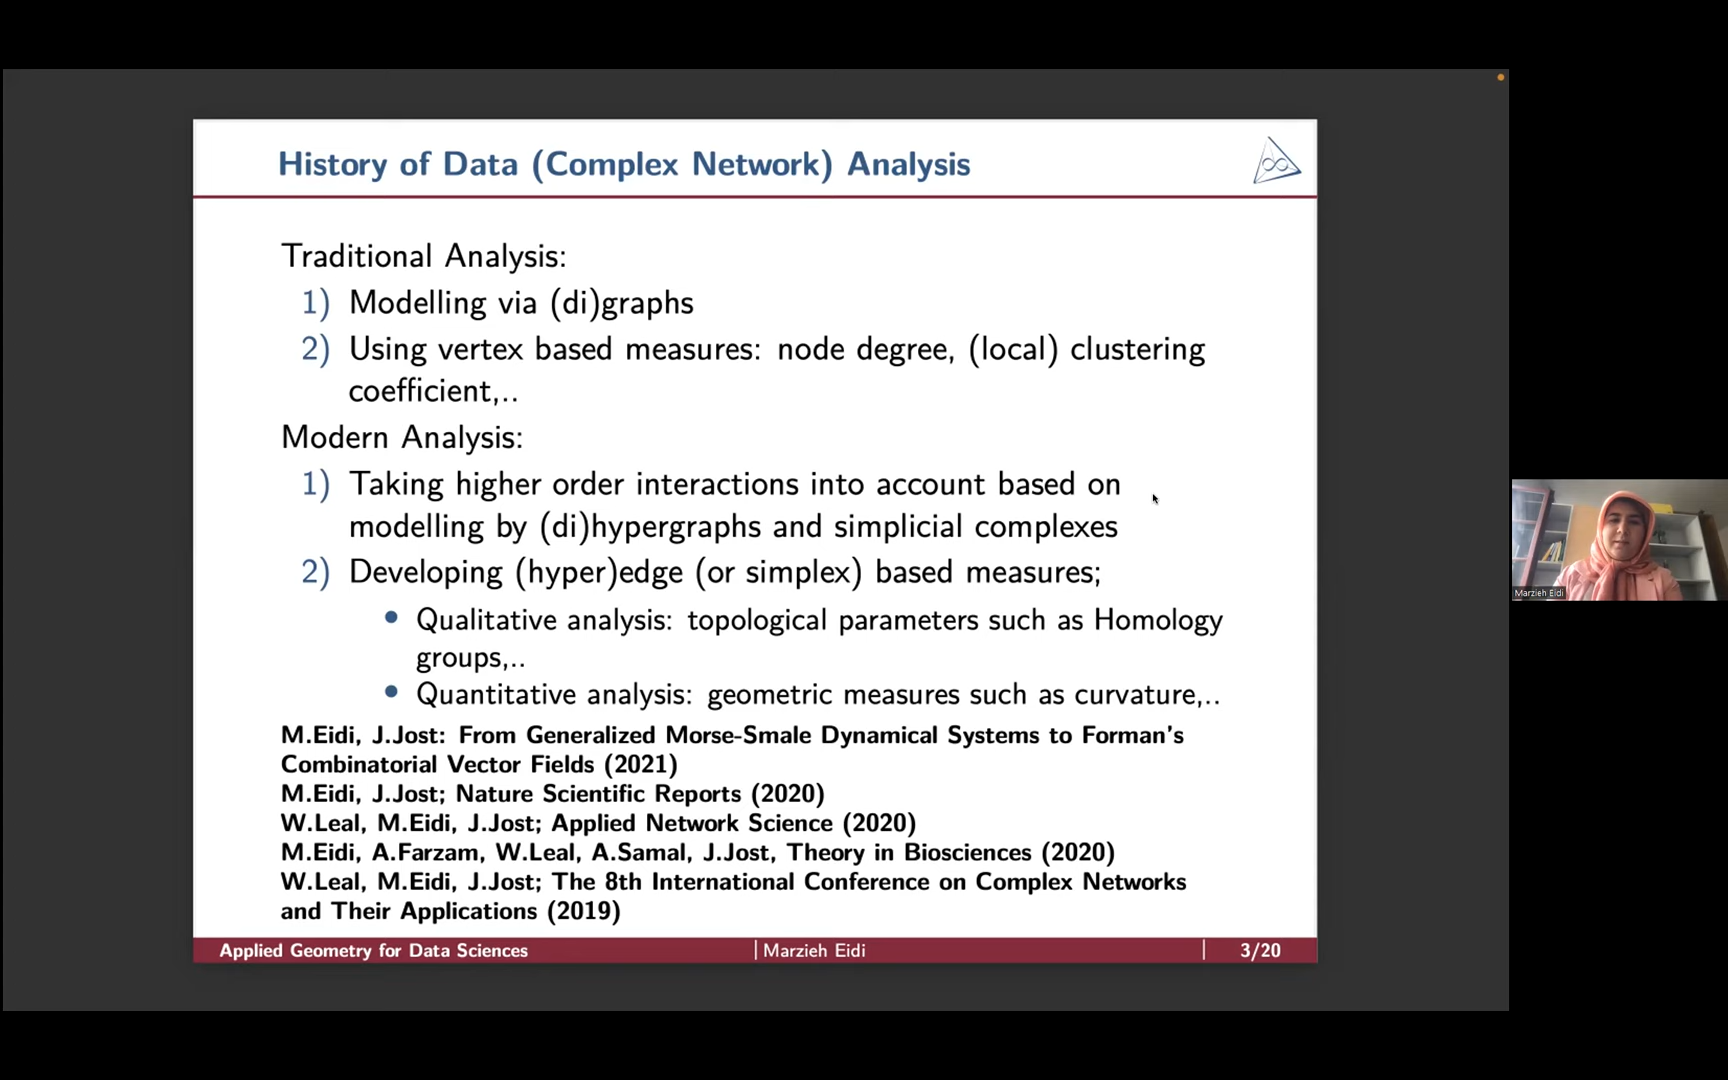 History of Data (Complex Network) Analysis
Traditional Analysis:
1) Modelling via (di)graphs
2) Using vertex based measures: node degree, (local) clustering
coefficient,..
Modern Analysis:
1) Taking higher order interactions into account based on
modelling by (di)hypergraphs and simplicial complexes
2) Developing (hyper)edge (or simplex) based measures;
• Qualitative analysis: topological parameters such as Homology
groups,..
• Quantitative analysis: geometric measures such as curvature,..
M.Eidi, J.Jost: From Generalized Morse-Smale Dynamical Systems to Forman's
Combinatorial Vector Fields (2021)
M.Eidi, J.Jost; Nature Scientific Reports (2020)
W.Leal, M.Eidi, J.Jost; Applied Network Science (2020)
M.Eidi, A.Farzam, W.Leal, A.Samal, J.Jost, Theory in Biosciences (2020)
W.Leal, M.Eidi, J.Jost; The 8th International Conference on Complex Networks
and Their Applications (2019)
Applied Geometry for Data Sciences | Marzieh Eidi | 3/20
Marzieh Eidi